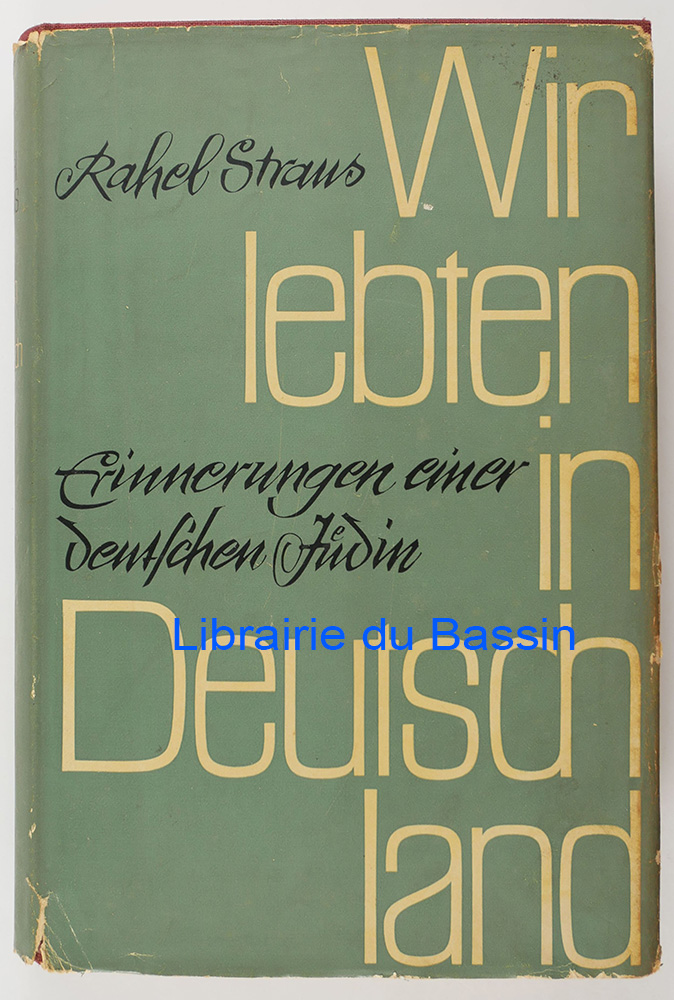 Rahel Straus
Wir
lebten
in
Deutsch
land
Erinnerungen einer
deutschen Jüdin
Librairie du Bassin